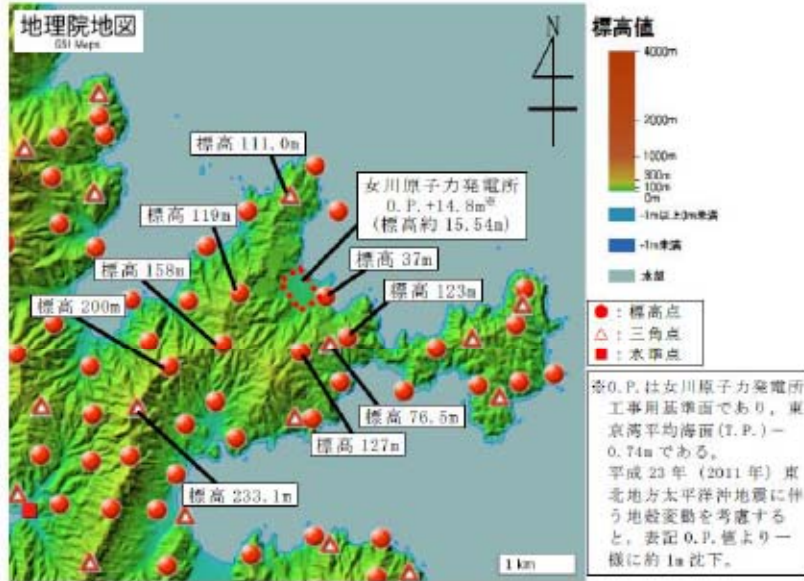 地理院地図
GSI Maps
標高 111.0m
女川原子力発電所
O.P.+14.8m※
(標高約 15.54m)
標高 119m
標高 37m
標高 158m
標高 123m
標高 200m
標高 76.5m
標高 127m
標高 233.1m
1 km
N
標高値
4000m
2000m
1000m
300m
100m
0m
-1m以上0m未満
-1m未満
水部
:標高点
:三角点
:水準点
※O.P.は女川原子力発電所
工事用基準面であり,東
京湾平均海面(T.P.)-
0.74mである。
平成 23 年 (2011 年) 東
北地方太平洋沖地震に伴
う地殻変動を考慮する
と,表記 O.P.値より一
様に約 1m 沈下。